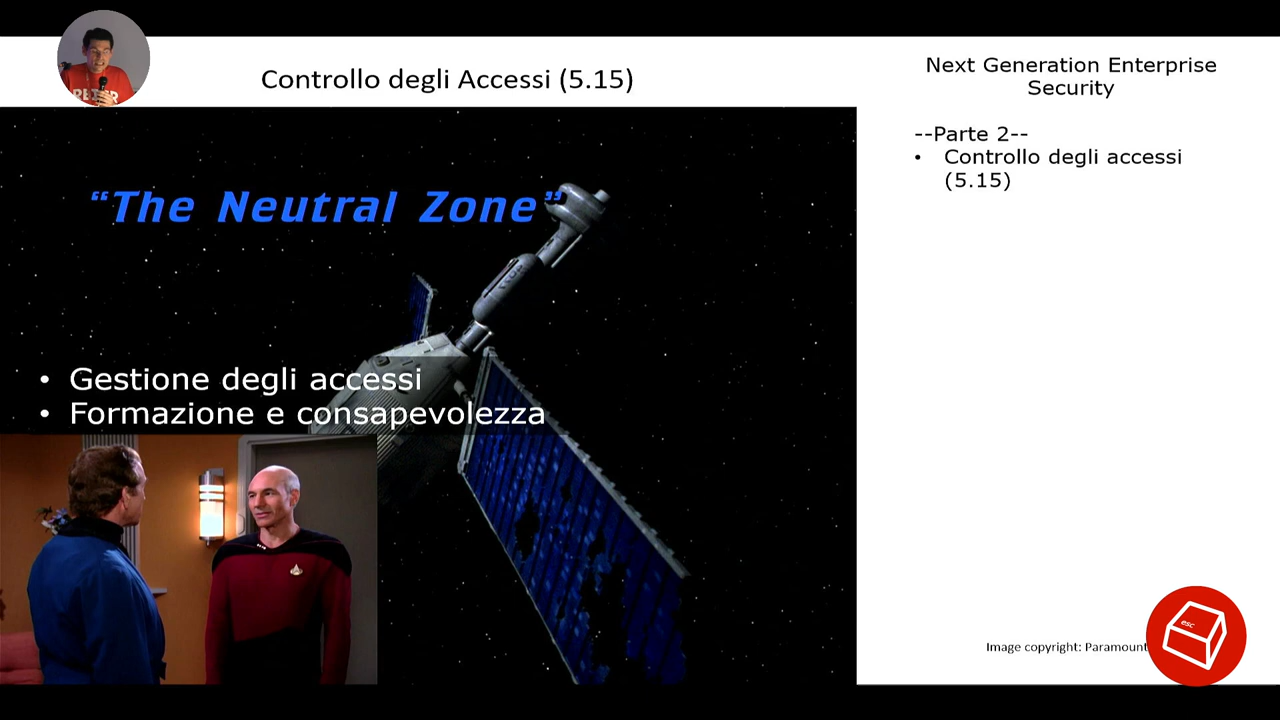 Controllo degli Accessi (5.15)
Next Generation Enterprise
Security
--Parte 2--
• Controllo degli accessi
(5.15)
“The Neutral Zone”
• Gestione degli accessi
• Formazione e consapevolezza
Image copyright: Paramount
esc